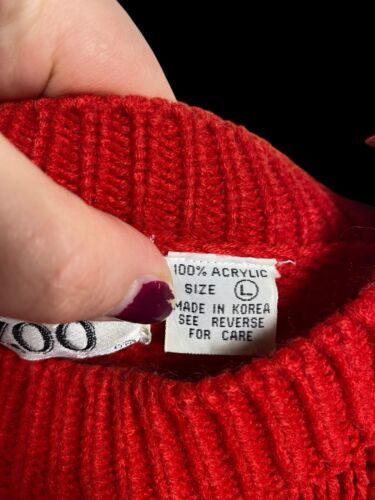 100% ACRYLIC
SIZE L
MADE IN KOREA
SEE REVERSE
FOR CARE